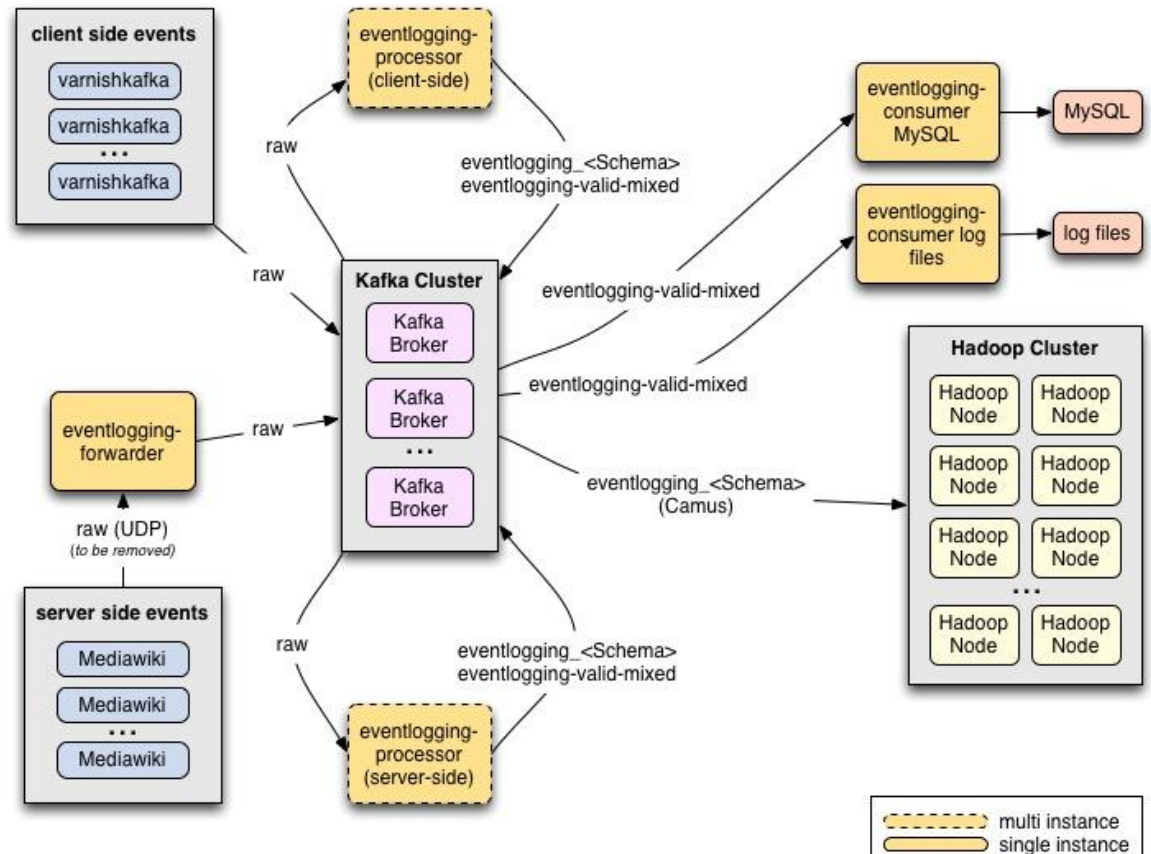 client side events
varnishkafka
varnishkafka
...
varnishkafka
eventlogging-
processor
(client-side)
raw
eventlogging_<Schema>
eventlogging-valid-mixed
raw
eventlogging-
consumer
MySQL
MySQL
eventlogging-
consumer log
files
log files
Kafka Cluster
Kafka
Broker
Kafka
Broker
...
Kafka
Broker
eventlogging-valid-mixed
eventlogging-valid-mixed
eventlogging_<Schema>
(Camus)
Hadoop Cluster
Hadoop
Node
Hadoop
Node
Hadoop
Node
Hadoop
Node
Hadoop
Node
Hadoop
Node
...
Hadoop
Node
Hadoop
Node
eventlogging-
forwarder
raw
raw (UDP)
(to be removed)
server side events
Mediawiki
Mediawiki
...
Mediawiki
raw
eventlogging_<Schema>
eventlogging-valid-mixed
eventlogging-
processor
(server-side)
multi instance
single instance